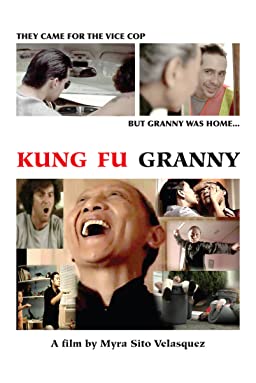 THEY CAME FOR THE VICE COP
BUT GRANNY WAS HOME...
KUNG FU GRANNY
A film by Myra Sito Velasquez